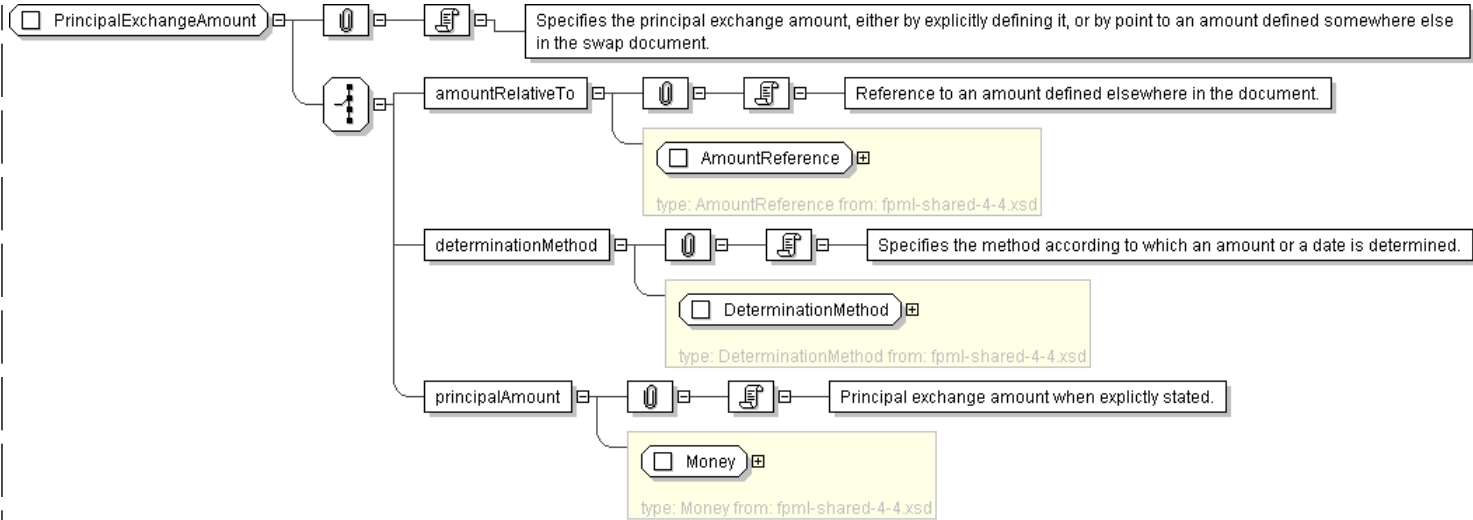 PrincipalExchangeAmount
Specifies the principal exchange amount, either by explicitly defining it, or by point to an amount defined somewhere else
in the swap document.
amountRelativeTo
Reference to an amount defined elsewhere in the document.
AmountReference
type: AmountReference from: fpml-shared-4-4.xsd
determinationMethod
Specifies the method according to which an amount or a date is determined.
DeterminationMethod
type: DeterminationMethod from: fpml-shared-4-4.xsd
principalAmount
Principal exchange amount when explictly stated.
Money
type: Money from: fpml-shared-4-4.xsd